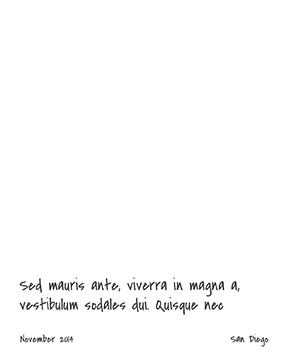 Sed mauris ante, viverra in magna a,
vestibulum sodales dui. Quisque nec
November 2014 San Diego